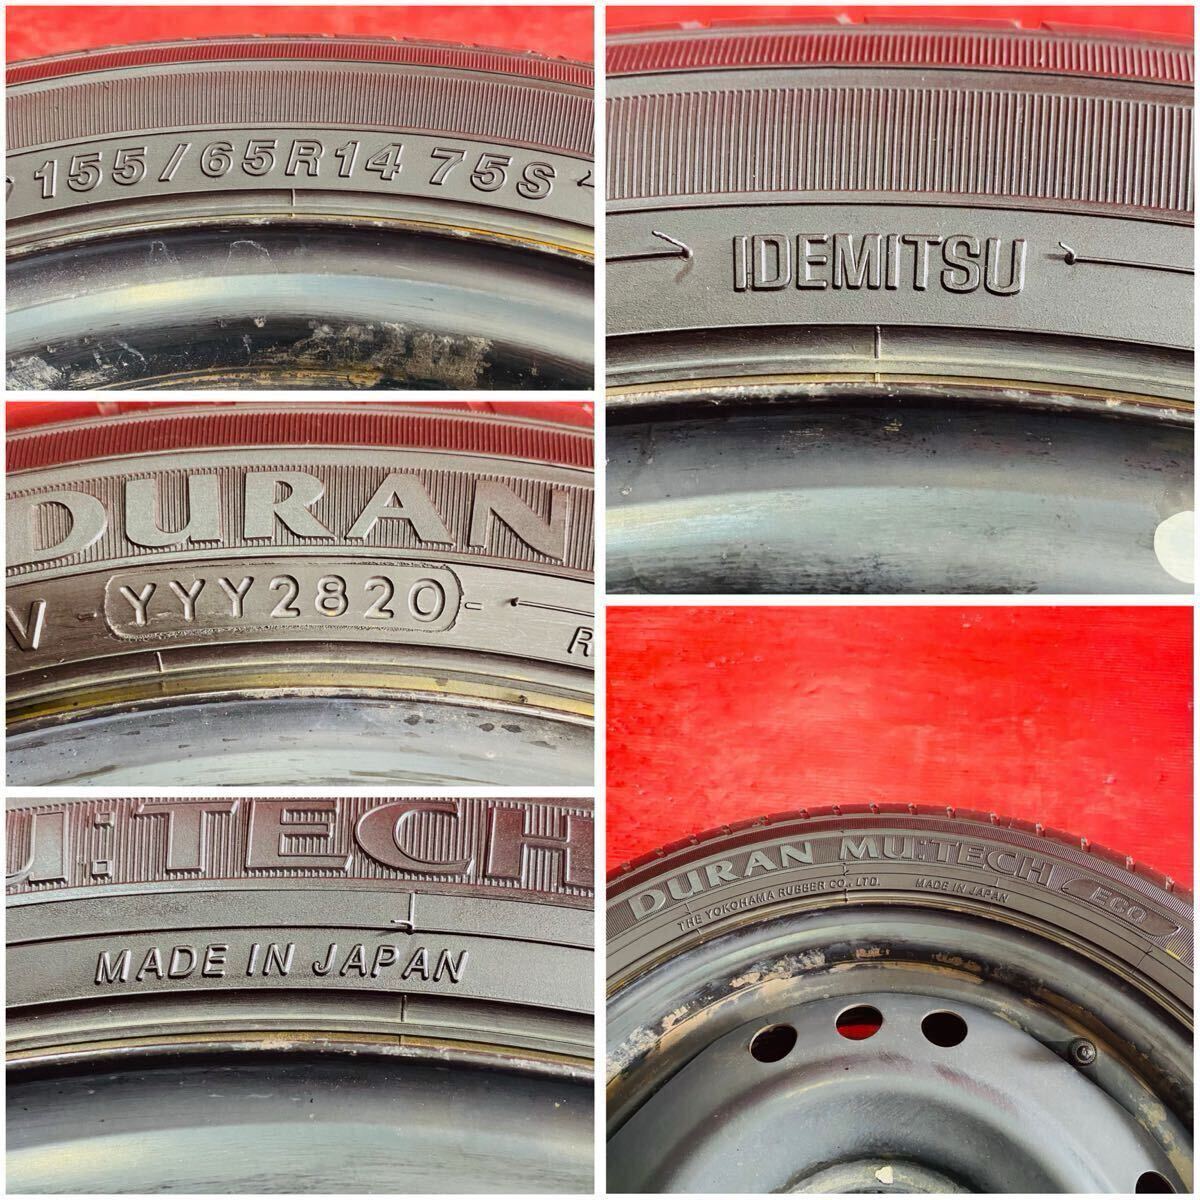 155/65R14 75S
IDEMITSU
DURAN
YYY2820
R
MU:TECH
MADE IN JAPAN
DURAN MU:TECH ECO
THE YOKOHAMA RUBBER CO., LTD. MADE IN JAPAN